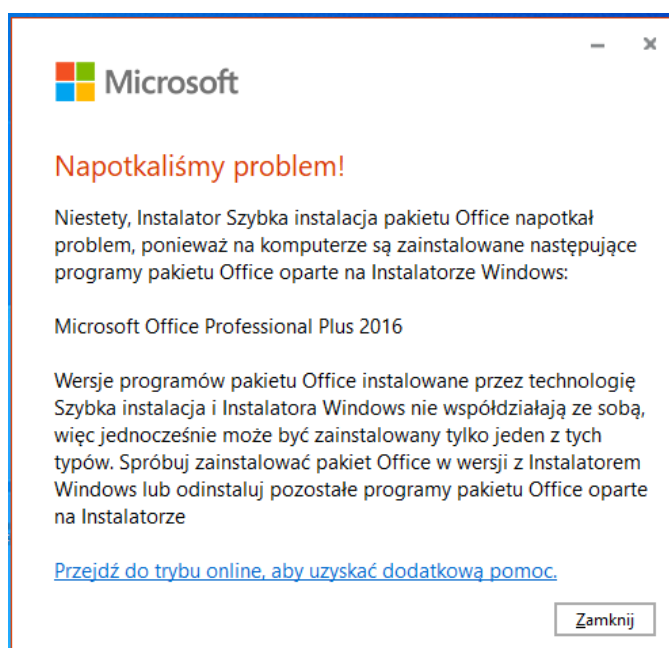 Microsoft
Napotkaliśmy problem!
Niestety, Instalator Szybka instalacja pakietu Office napotkał
problem, ponieważ na komputerze są zainstalowane następujące
programy pakietu Office oparte na Instalatorze Windows:
Microsoft Office Professional Plus 2016
Wersje programów pakietu Office instalowane przez technologię
Szybka instalacja i Instalatora Windows nie współdziałają ze sobą,
więc jednocześnie może być zainstalowany tylko jeden z tych
typów. Spróbuj zainstalować pakiet Office w wersji z Instalatorem
Windows lub odinstaluj pozostałe programy pakietu Office oparte
na Instalatorze
Przejdź do trybu online, aby uzyskać dodatkową pomoc.
Zamknij